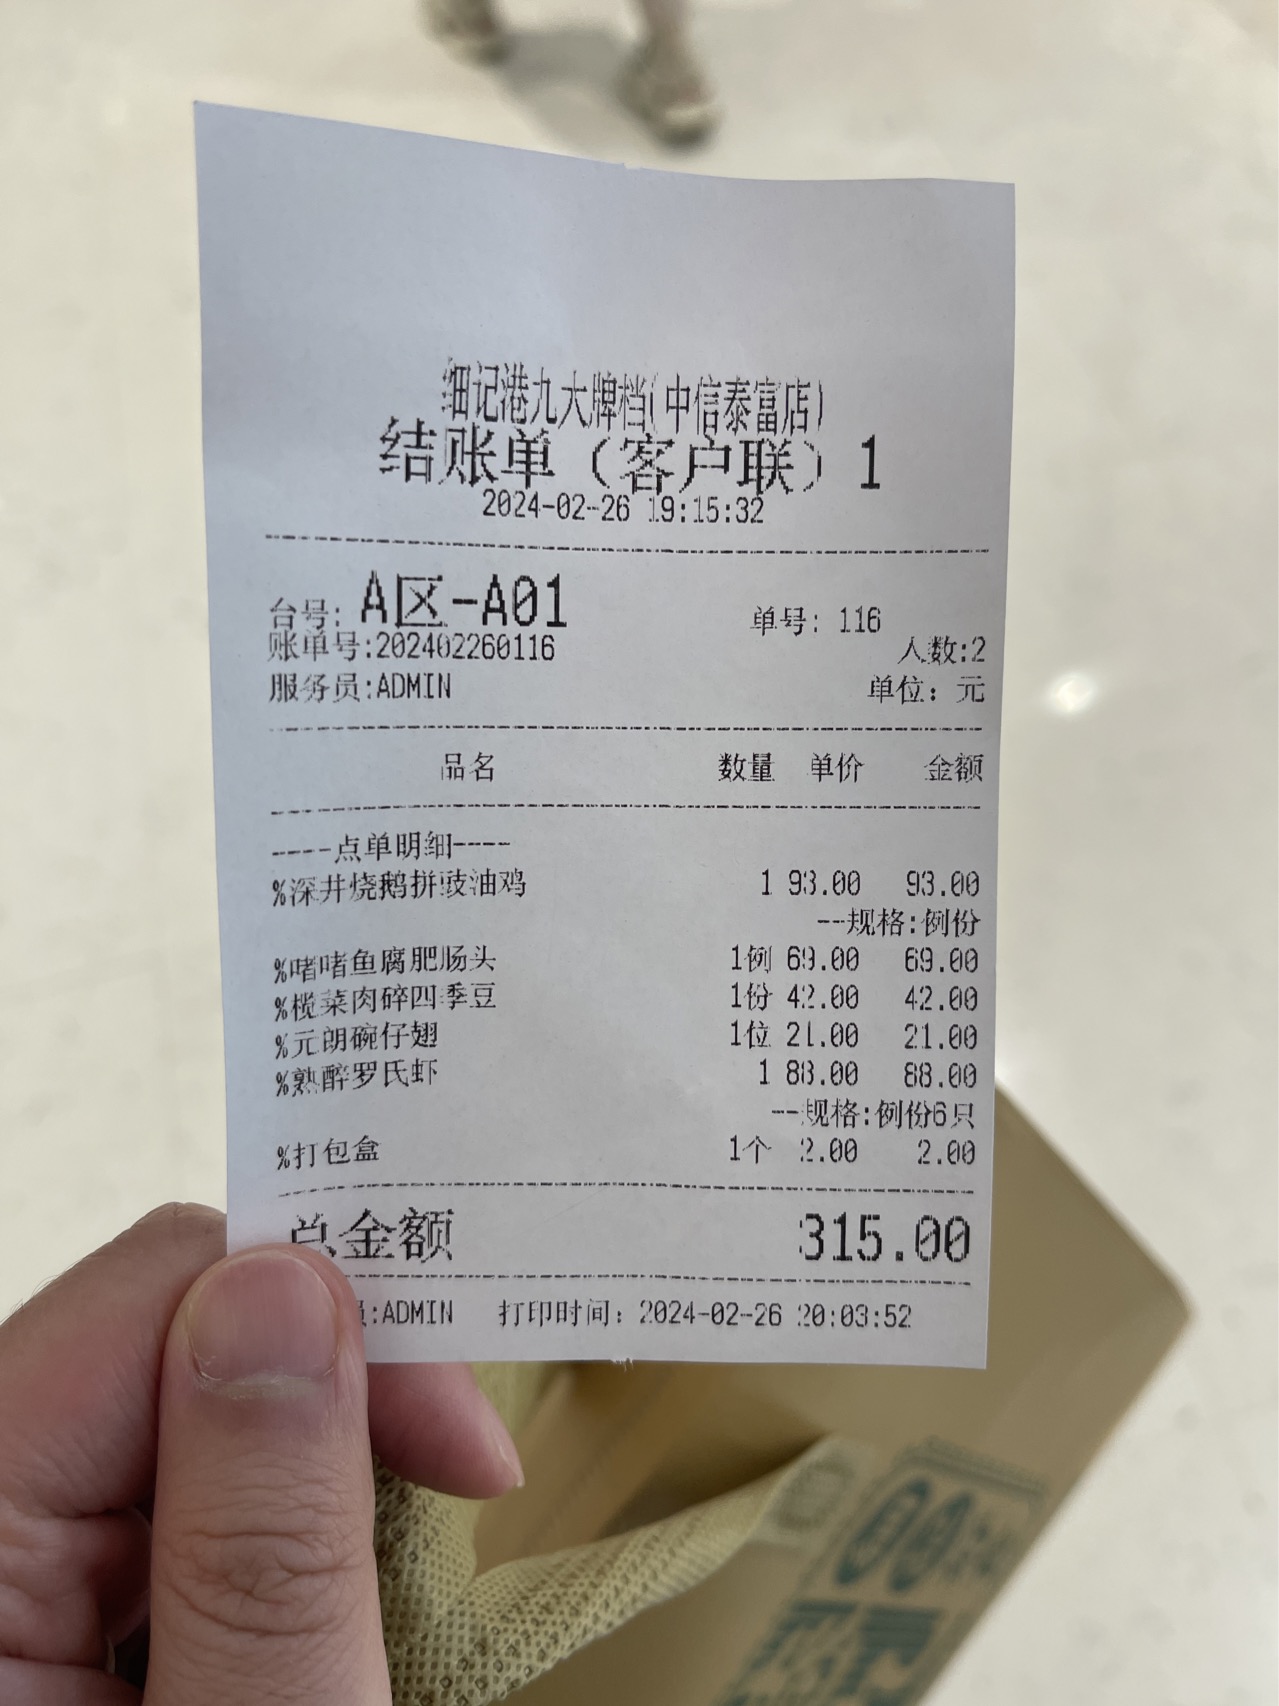 细记港九大牌档(中信泰富店)
结账单（客户联）1
2024-02-26 19:15:32
台号: A区-A01 单号: 116
账单号:202402260116 人数:2
服务员:ADMIN 单位: 元
品名 数量 单价 金额
----点单明细----
%深井烧鹅拼豉油鸡 1 93.00 93.00
--规格:例份
%啫啫鱼腐肥肠头 1例 69.00 69.00
%榄菜肉碎四季豆 1份 42.00 42.00
%元朗碗仔翅 1位 21.00 21.00
%熟醉罗氏虾 1 88.00 88.00
--规格:例份6只
%打包盒 1个 2.00 2.00
总金额 315.00
员:ADMIN 打印时间: 2024-02-26 20:03:52